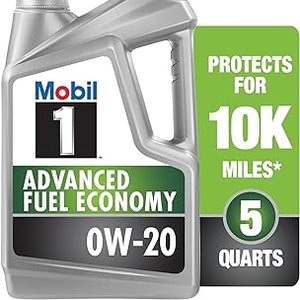 Mobil
1
ADVANCED
FUEL ECONOMY
0W-20
PROTECTS
FOR
10K
MILES*
5
QUARTS